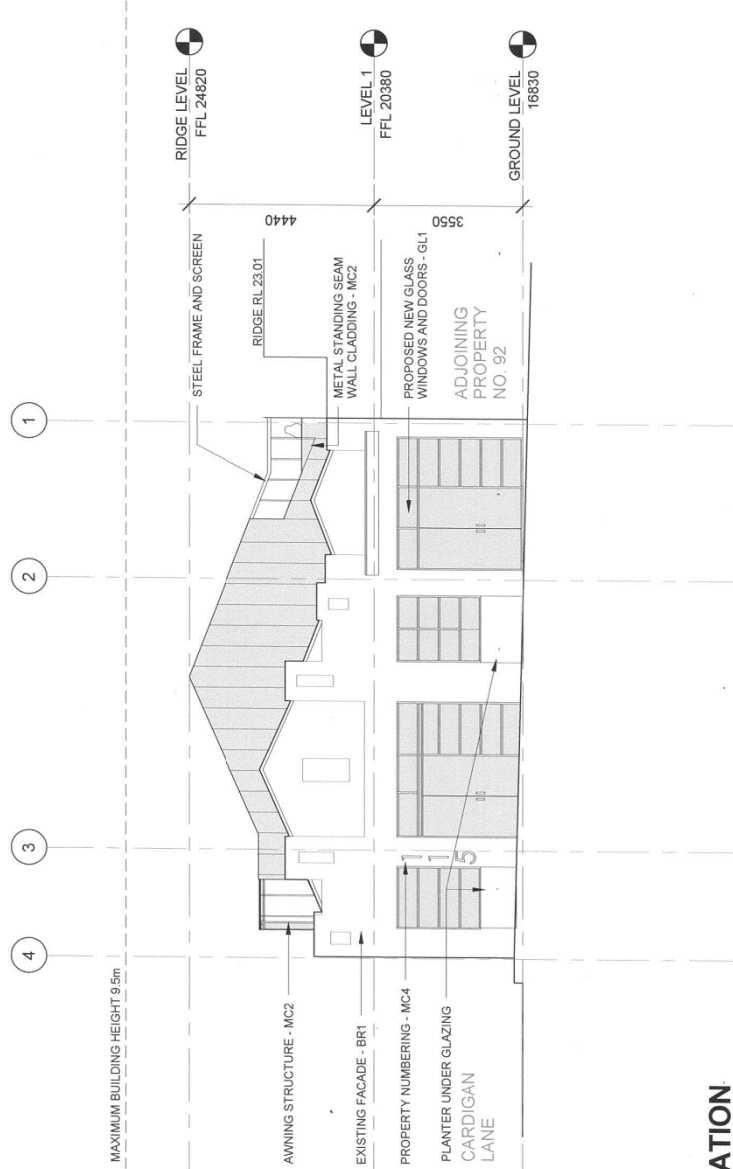 MAXIMUM BUILDING HEIGHT 9.5m
4
3
2
1
RIDGE LEVEL
FFL 24820
LEVEL 1
FFL 20380
GROUND LEVEL
16830
4440
3550
STEEL FRAME AND SCREEN
RIDGE RL 23.01
METAL STANDING SEAM
WALL CLADDING - MC2
PROPOSED NEW GLASS
WINDOWS AND DOORS - GL1
ADJOINING
PROPERTY
NO. 92
AWNING STRUCTURE - MC2
EXISTING FACADE - BR1
PROPERTY NUMBERING - MC4
PLANTER UNDER GLAZING
CARDIGAN
LANE
1
1
5
ATION